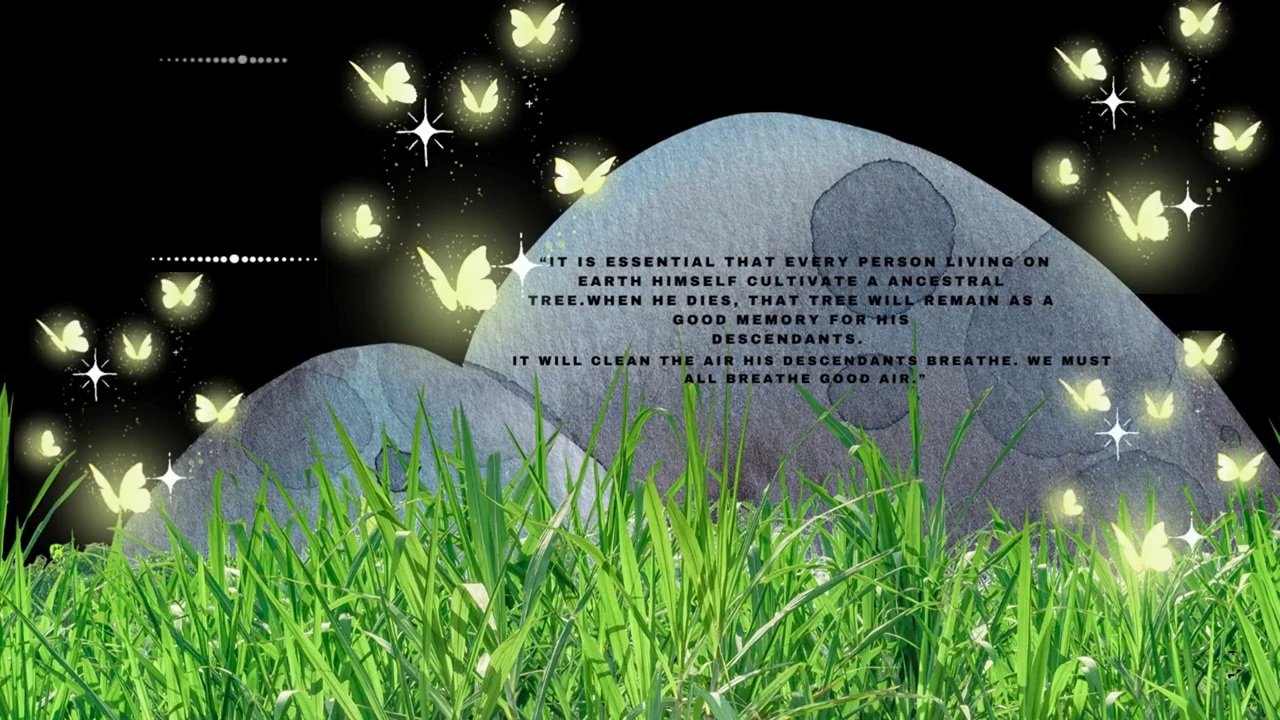 “IT IS ESSENTIAL THAT EVERY PERSON LIVING ON
EARTH HIMSELF CULTIVATE A ANCESTRAL
TREE.WHEN HE DIES, THAT TREE WILL REMAIN AS A
GOOD MEMORY FOR HIS
DESCENDANTS.
IT WILL CLEAN THE AIR HIS DESCENDANTS BREATHE. WE MUST
ALL BREATHE GOOD AIR.”